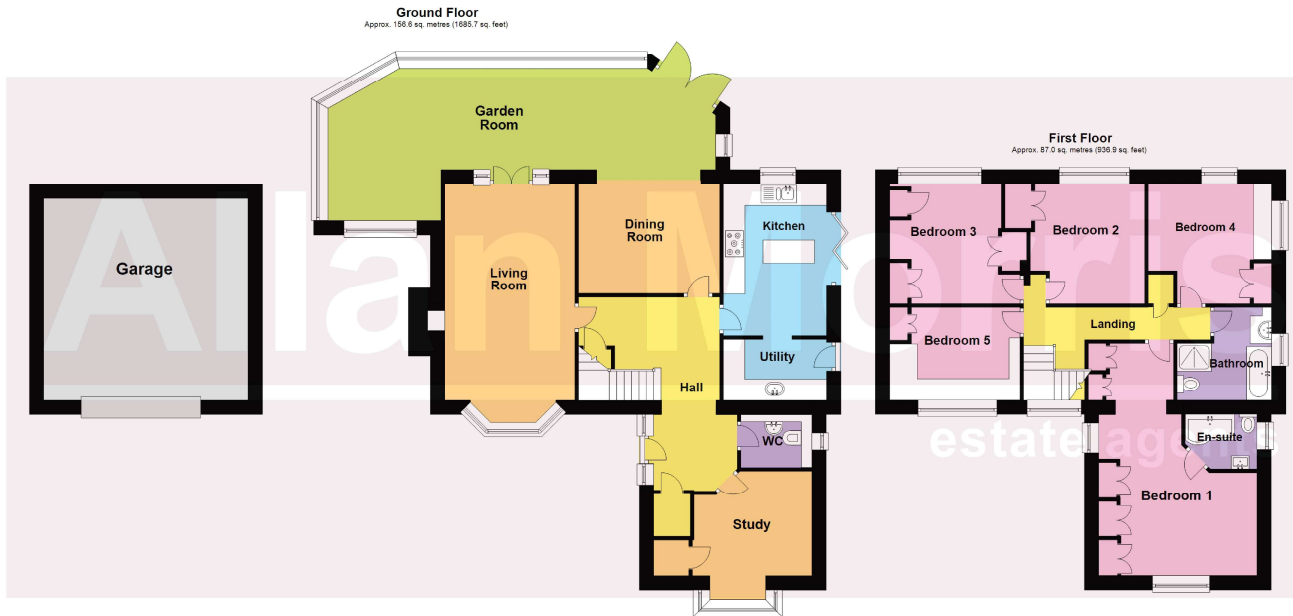 Ground Floor
Approx. 156.6 sq. metres (1685.7 sq. feet)
Garden
Room
Garage
Living
Room
Dining
Room
Kitchen
Utility
Hall
WC
Study
First Floor
Approx. 87.0 sq. metres (936.9 sq. feet)
Bedroom 3
Bedroom 2
Bedroom 4
Landing
Bedroom 5
Bathroom
En-suite
Bedroom 1
Allan Morris
estate agents